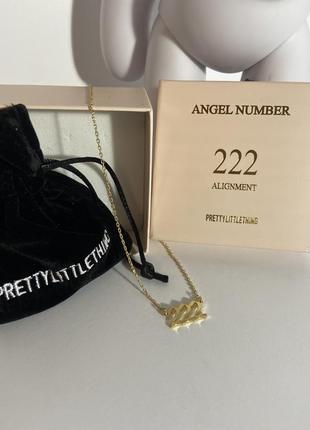 ANGEL NUMBER
222
ALIGNMENT
PRETTYLITTLETHING
PRETTYLITTLETHING
222